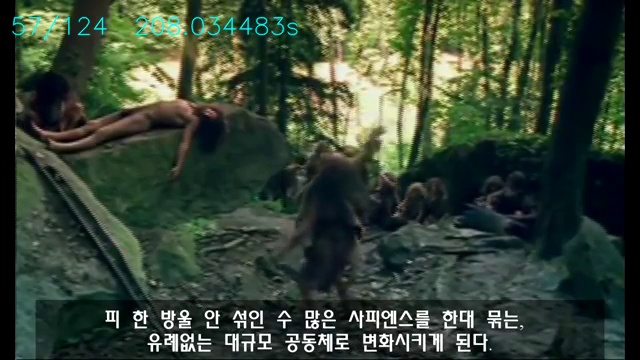 57/124 208.034483s
피 한 방울 안 섞인 수 많은 사피엔스를 한대 묶는,
유례없는 대규모 공동체로 변화시키게 된다.